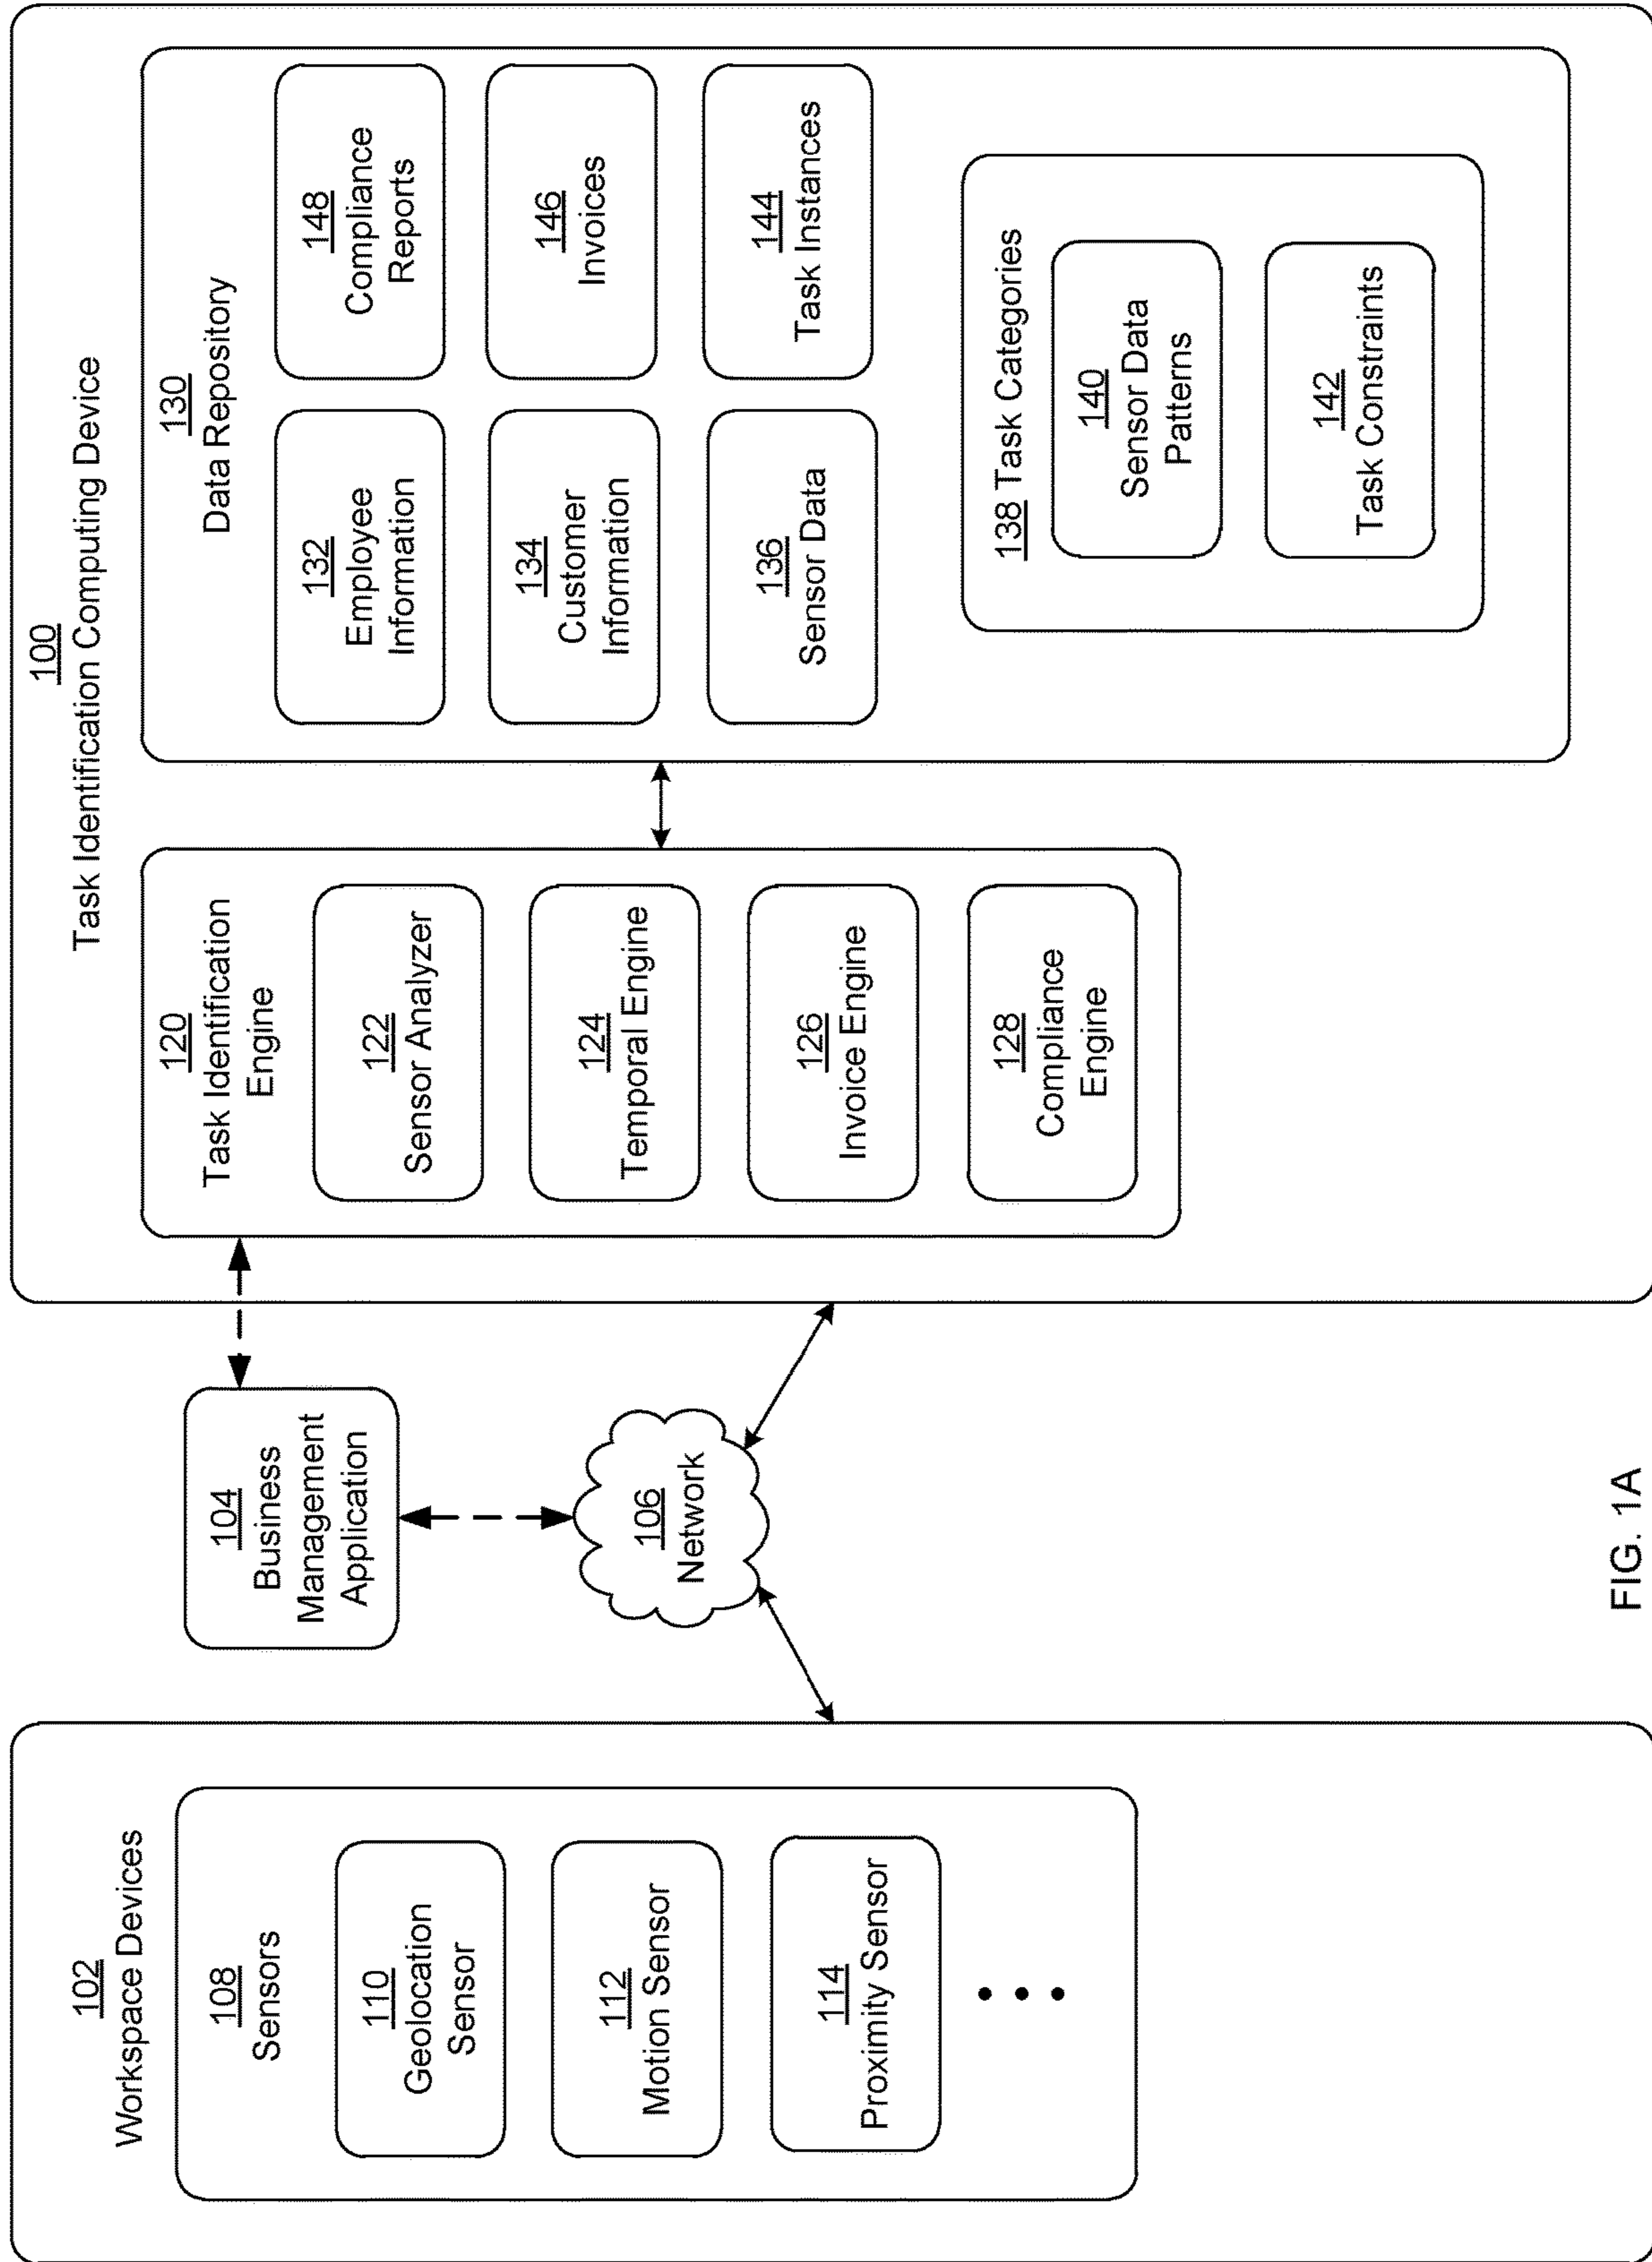 102
Workspace Devices
108
Sensors
110
Geolocation
Sensor
112
Motion Sensor
114
Proximity Sensor
104
Business
Management
Application
106
Network
100
Task Identification Computing Device
120
Task Identification
Engine
122
Sensor Analyzer
124
Temporal Engine
126
Invoice Engine
128
Compliance
Engine
130
Data Repository
132
Employee
Information
148
Compliance
Reports
134
Customer
Information
146
Invoices
136
Sensor Data
144
Task Instances
138 Task Categories
140
Sensor Data
Patterns
142
Task Constraints
FIG. 1A